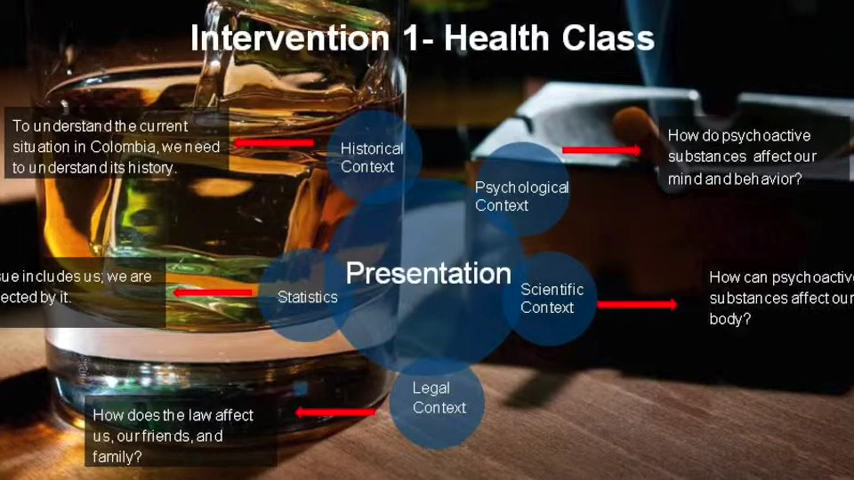 Intervention 1- Health Class
To understand the current
situation in Colombia, we need
to understand its history.
Historical
Context
How do psychoactive
substances affect our
mind and behavior?
Psychological
Context
sue includes us; we are
ected by it.
Statistics
Presentation
Scientific
Context
How can psychoactive
substances affect our
body?
Legal
Context
How does the law affect
us, our friends, and
family?